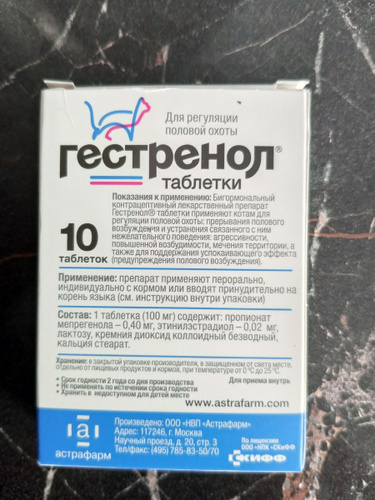 Для регуляции
половой охоты
гестренол®
таблетки
10
таблеток
Показания к применению: Бигормональный
контрацептивный лекарственный препарат
Гестренол® таблетки применяют котам для
регуляции половой охоты: прерывания полового
возбуждения и устранения связанного с ним
нежелательного поведения: агрессивности,
повышенной возбудимости, мечения территории, а
также для поддержания успокаивающего эффекта
(предупреждения полового возбуждения).
Применение: препарат применяют перорально,
индивидуально с кормом или вводят принудительно на
корень языка (см. инструкцию внутри упаковки)
Состав: 1 таблетка (100 мг) содержит: пропионат
мепрегенола – 0,40 мг, этинилэстрадиол – 0,02 мг,
лактозу, кремния диоксид коллоидный безводный,
кальция стеарат.
Хранение: в закрытой упаковке производителя, в защищенном от света месте,
отдельно от пищевых продуктов и кормов, при температуре от 0°С до 25°С
• Срок годности 2 года со дня производства
Для приема внутрь
• Не применять по истечении срока годности
• Хранить в недоступном для детей месте
www.astrafarm.com
а
астрафарм
Произведено: ООО «НВП «Астрафарм»
Адрес: 117246, г. Москва
Научный проезд, д. 20, стр. 3
Тел/факс: (495) 785-83-50/70
По лицензии
ООО «НПК «СКиФФ»
СКИФФ